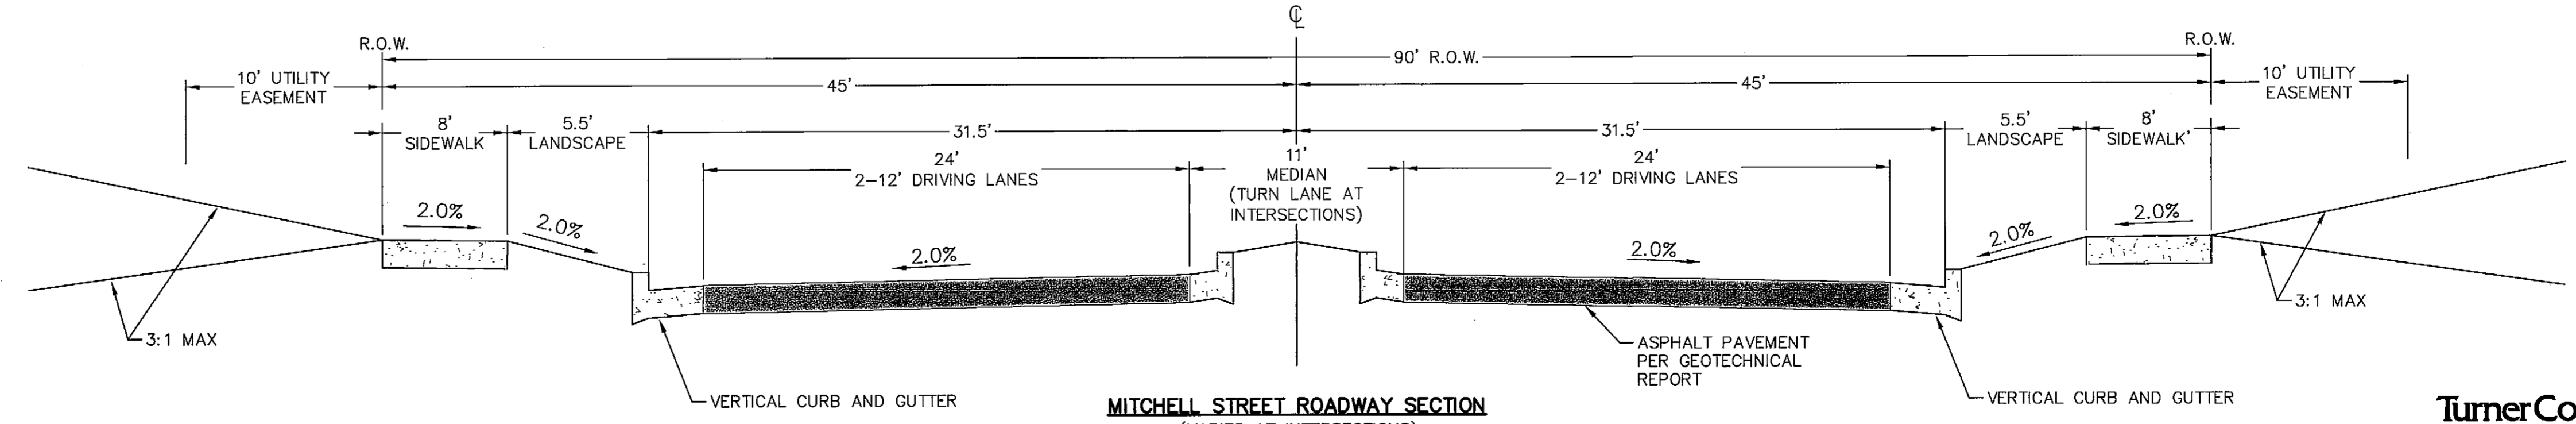 ℄
R.O.W.
R.O.W.
90' R.O.W.
10' UTILITY
EASEMENT
45'
45'
10' UTILITY
EASEMENT
8'
SIDEWALK
5.5'
LANDSCAPE
31.5'
31.5'
5.5'
LANDSCAPE
8'
SIDEWALK'
24'
2-12' DRIVING LANES
11'
MEDIAN
(TURN LANE AT
INTERSECTIONS)
24'
2-12' DRIVING LANES
2.0%
2.0%
2.0%
2.0%
2.0%
2.0%
3:1 MAX
3:1 MAX
ASPHALT PAVEMENT
PER GEOTECHNICAL
REPORT
VERTICAL CURB AND GUTTER
VERTICAL CURB AND GUTTER
MITCHELL STREET ROADWAY SECTION
(VARIES AT INTERSECTIONS)
TurnerCo